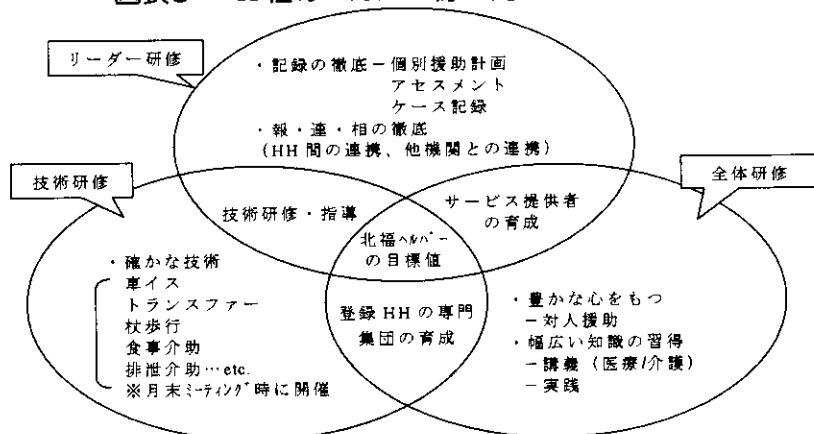 リーダー研修
・記録の徹底－個別援助計画
アセスメント
ケース記録
・報・連・相の徹底
(HH間の連携、他機関との連携)
技術研修
全体研修
技術研修・指導
サービス提供者
の育成
北福ヘルパー
の目標値
・確かな技術
車イス
トランスファー
杖歩行
食事介助
排泄介助…etc.
※月末ミーティング時に開催
登録HHの専門
集団の育成
・豊かな心をもつ
－対人援助
・幅広い知識の習得
－講義（医療/介護）
－実践